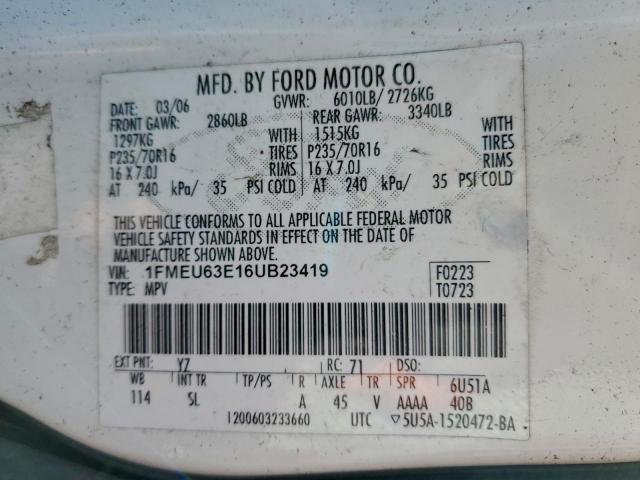 MFD. BY FORD MOTOR CO.
DATE: 03/06 GVWR: 6010LB/ 2726KG
FRONT GAWR: 2860LB REAR GAWR: 3340LB
1297KG WITH 1515KG WITH
P235/70R16 TIRES P235/70R16 TIRES
16 X 7.0J RIMS 16 X 7.0J RIMS
AT 240 kPa/ 35 PSI COLD AT 240 kPa/ 35 PSI COLD
THIS VEHICLE CONFORMS TO ALL APPLICABLE FEDERAL MOTOR
VEHICLE SAFETY STANDARDS IN EFFECT ON THE DATE OF
MANUFACTURE SHOWN ABOVE.
VIN: 1FMEU63E16UB23419 F0223
TYPE: MPV T0723
EXT PNT: YZ RC: 71 DSO:
WB INT TR TP/PS R AXLE TR SPR 6U51A
114 SL A 45 V AAAA 40B
1200603233660 UTC ▽5U5A-1520472-BA